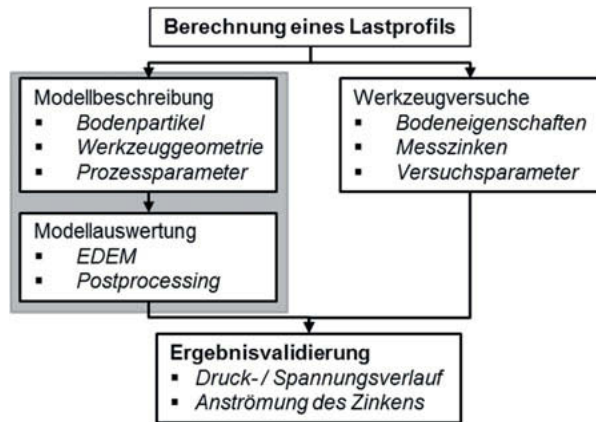 Berechnung eines Lastprofils
Modellbeschreibung
▪ Bodenpartikel
▪ Werkzeuggeometrie
▪ Prozessparameter
Werkzeugversuche
▪ Bodeneigenschaften
▪ Messzinken
▪ Versuchsparameter
Modellauswertung
▪ EDEM
▪ Postprocessing
Ergebnisvalidierung
▪ Druck- / Spannungsverlauf
▪ Anströmung des Zinkens